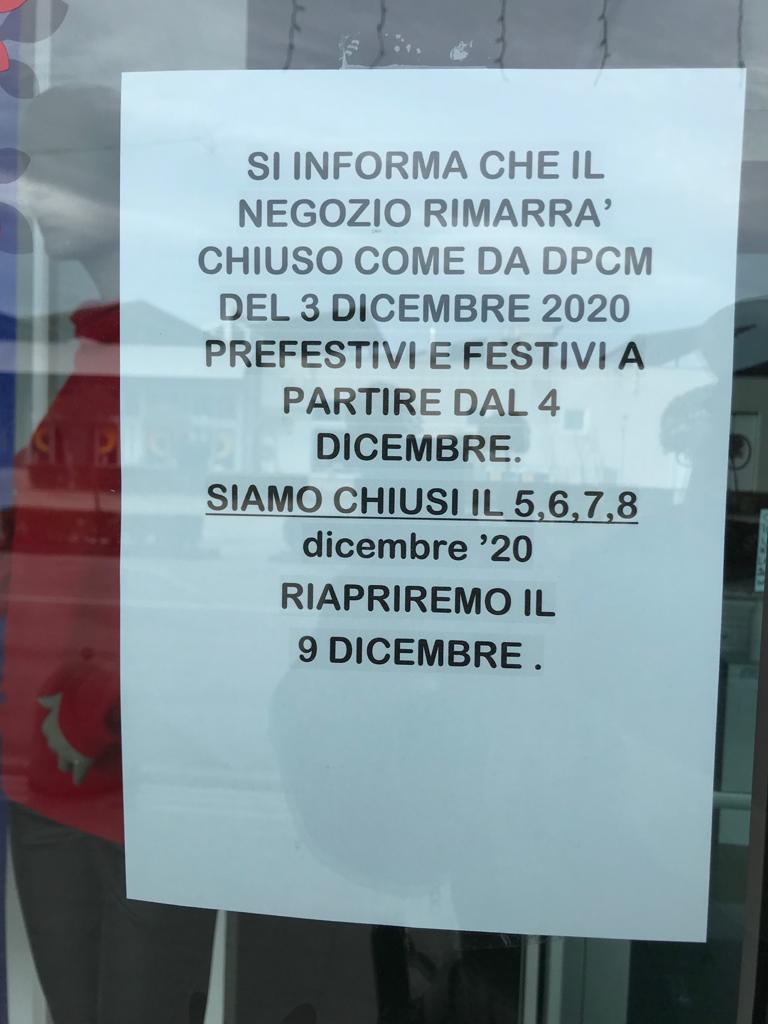 SI INFORMA CHE IL
NEGOZIO RIMARRA’
CHIUSO COME DA DPCM
DEL 3 DICEMBRE 2020
PREFESTIVI E FESTIVI A
PARTIRE DAL 4
DICEMBRE.
SIAMO CHIUSI IL 5,6,7,8
dicembre ’20
RIAPRIREMO IL
9 DICEMBRE .